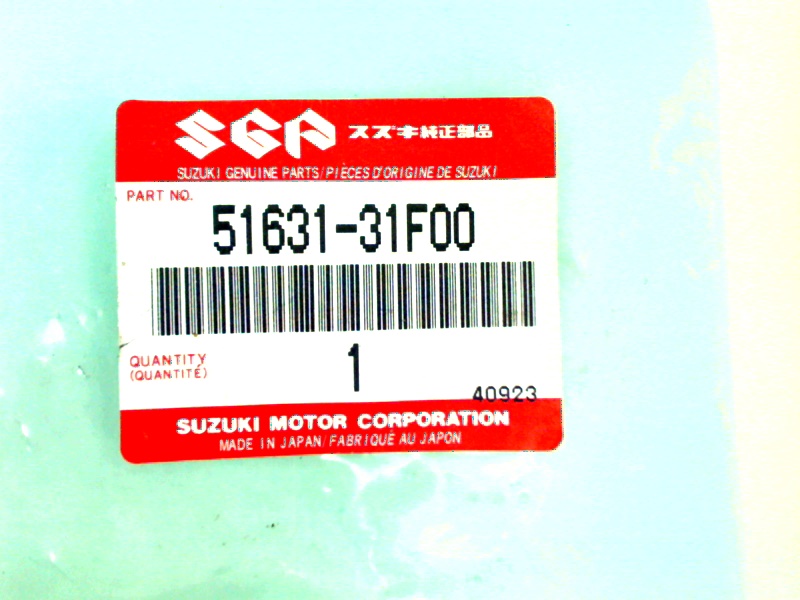 SGP スズキ純正部品
SUZUKI GENUINE PARTS/PIÈCES D'ORIGINE DE SUZUKI
PART NO.
51631-31F00
QUANTITY
(QUANTITÉ)
1
40923
SUZUKI MOTOR CORPORATION
MADE IN JAPAN/FABRIQUÉ AU JAPON